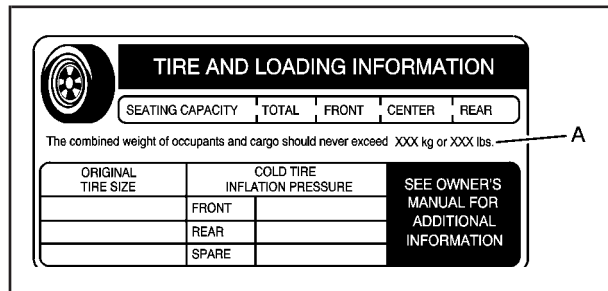 TIRE AND LOADING INFORMATION
SEATING CAPACITY TOTAL FRONT CENTER REAR
The combined weight of occupants and cargo should never exceed XXX kg or XXX lbs.
A
ORIGINAL
TIRE SIZE
COLD TIRE
INFLATION PRESSURE
FRONT
REAR
SPARE
SEE OWNER'S
MANUAL FOR
ADDITIONAL
INFORMATION